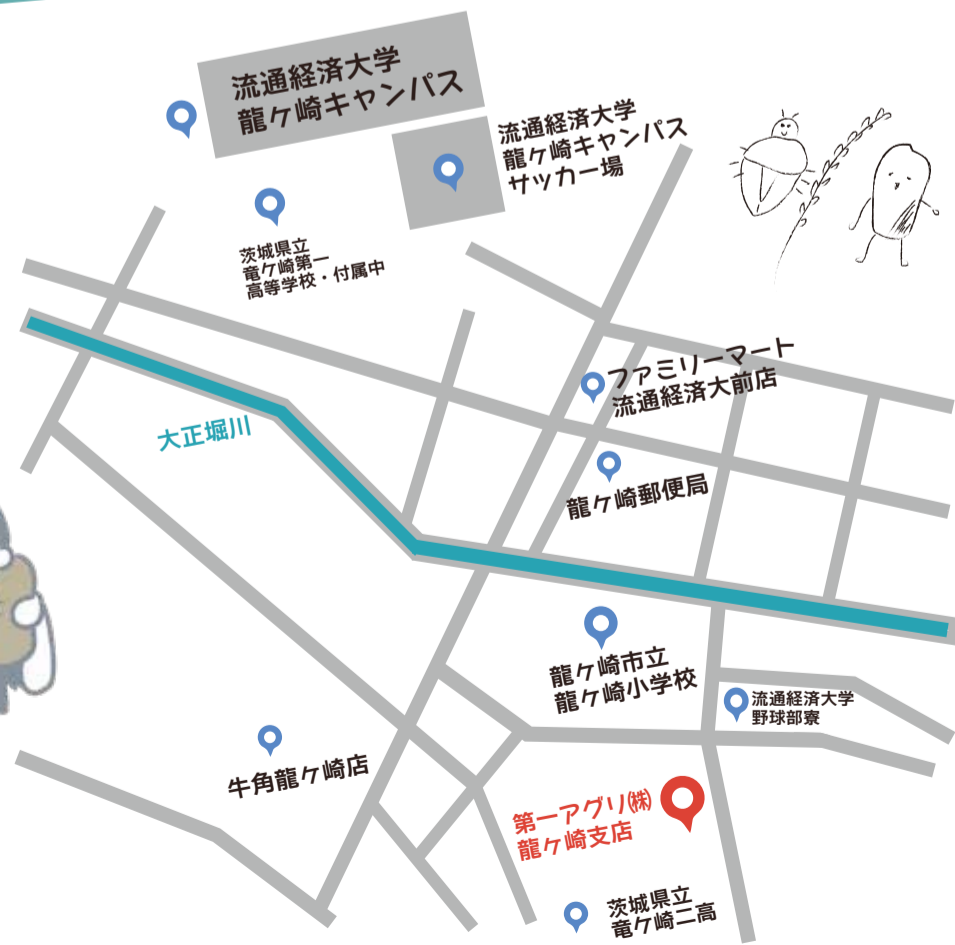 流通経済大学
龍ケ崎キャンパス
流通経済大学
龍ケ崎キャンパス
サッカー場
茨城県立
竜ケ崎第一
高等学校・付属中
ファミリーマート
流通経済大前店
大正堀川
龍ケ崎郵便局
龍ケ崎市立
龍ケ崎小学校
流通経済大学
野球部寮
牛角龍ケ崎店
第一アグリ㈱
龍ケ崎支店
茨城県立
竜ケ崎二高